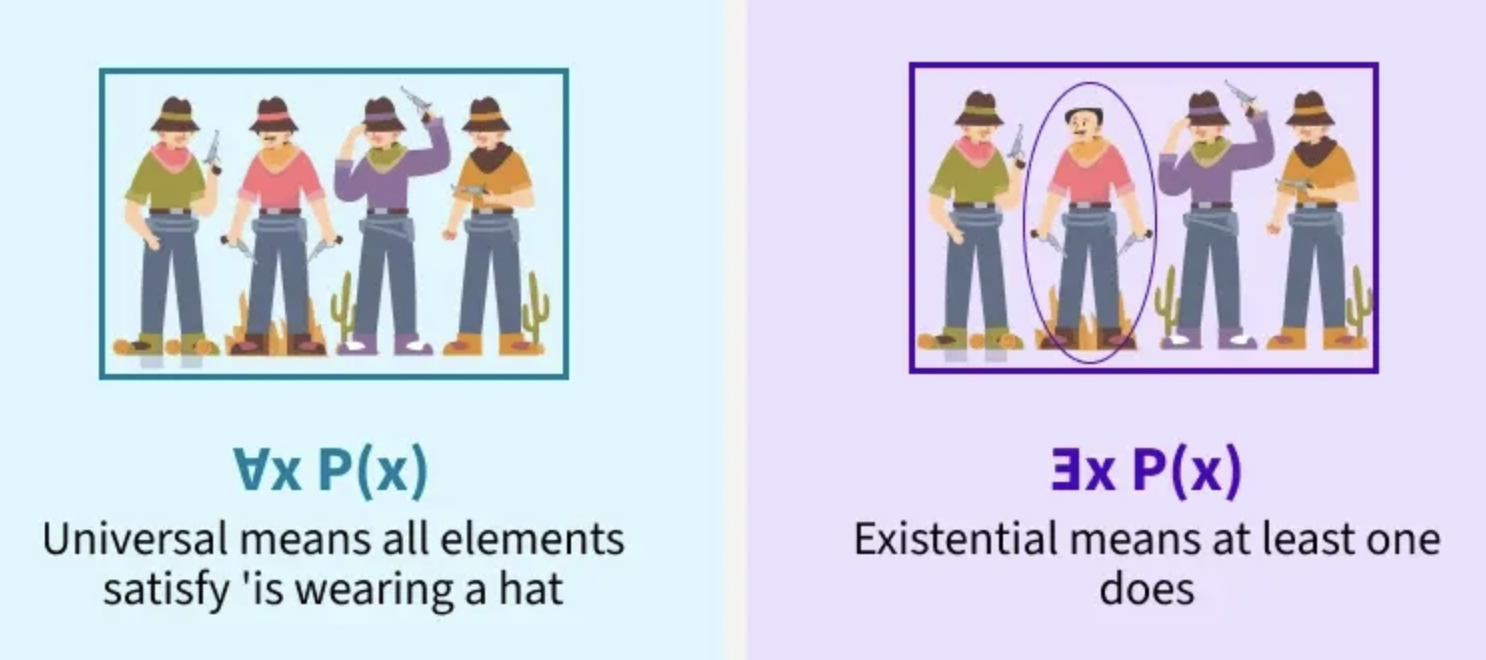 ∀x P(x)
Universal means all elements
satisfy 'is wearing a hat
∃x P(x)
Existential means at least one
does